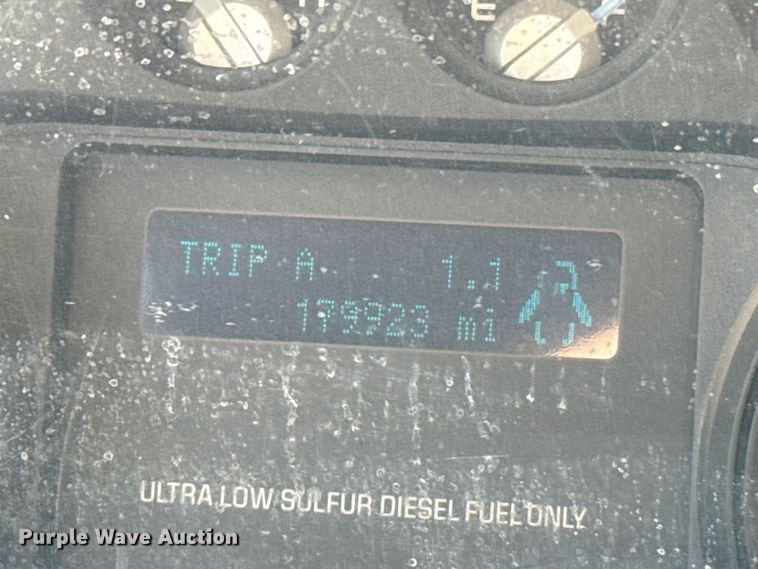 E
TRIP A 1.1
179923 mi
ULTRA LOW SULFUR DIESEL FUEL ONLY
Purple Wave Auction